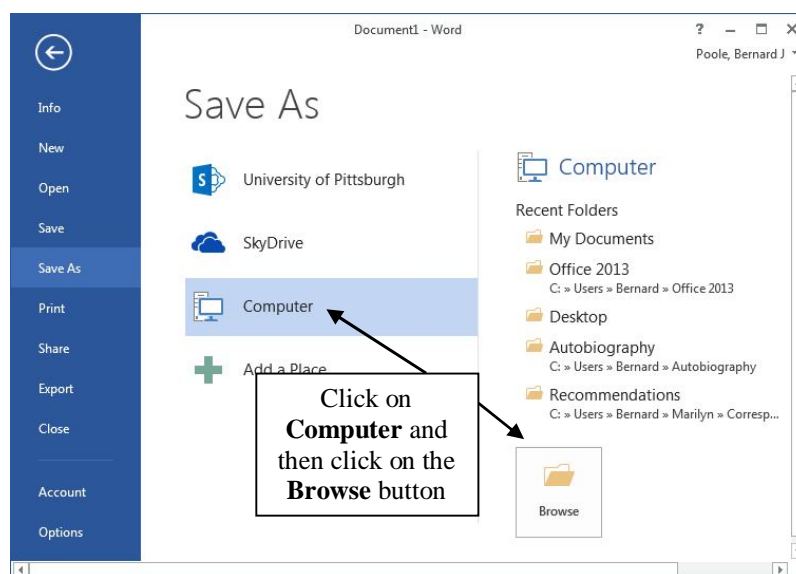 Document1 - Word
?
Poole, Bernard J
Info
New
Open
Save
Save As
Print
Share
Export
Close
Account
Options
Save As
University of Pittsburgh
SkyDrive
Computer
Add a Place
Computer
Recent Folders
My Documents
Office 2013
C: » Users » Bernard » Office 2013
Desktop
Autobiography
C: » Users » Bernard » Autobiography
Recommendations
C: » Users » Bernard » Marilyn » Corresp...
Browse
Click on
Computer and
then click on the
Browse button